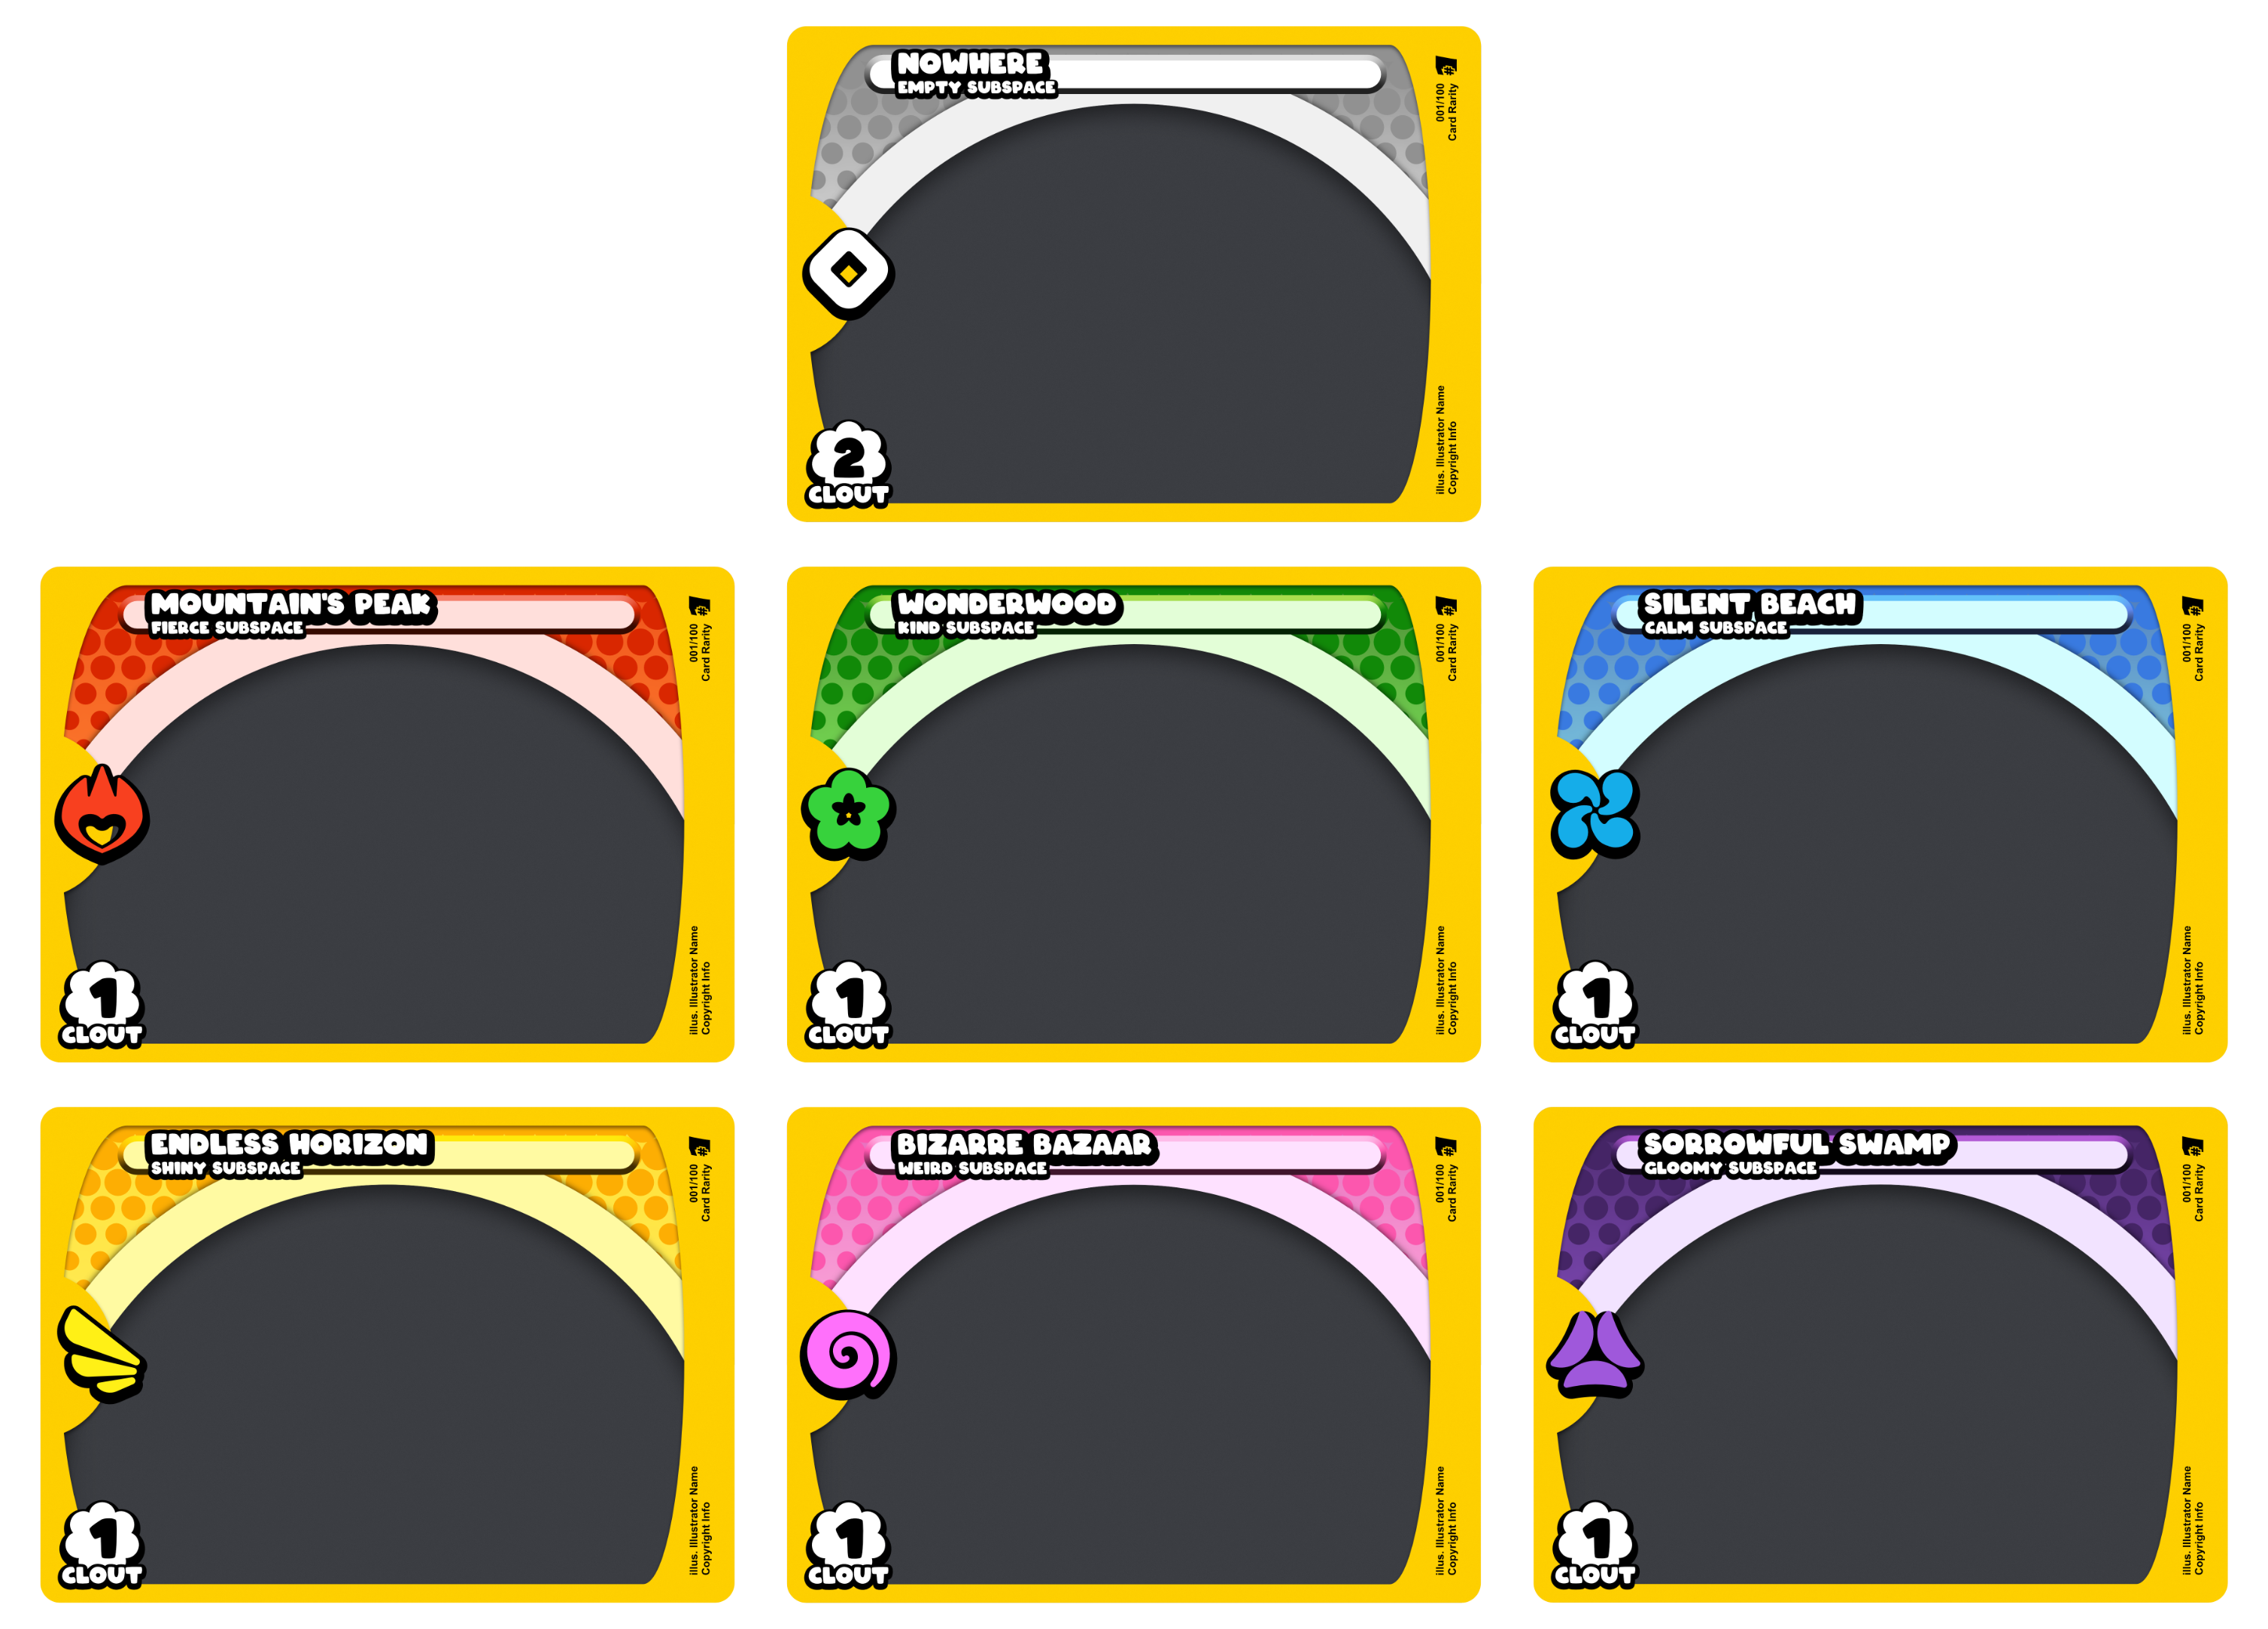 NOWHERE
EMPTY SUBSPACE
001/100
Card Rarity
#
2
CLOUT
illus. Illustrator Name
Copyright Info
MOUNTAIN'S PEAK
FIERCE SUBSPACE
001/100
Card Rarity
#
1
CLOUT
illus. Illustrator Name
Copyright Info
WONDERWOOD
KIND SUBSPACE
001/100
Card Rarity
#
1
CLOUT
illus. Illustrator Name
Copyright Info
SILENT BEACH
CALM SUBSPACE
001/100
Card Rarity
#
1
CLOUT
illus. Illustrator Name
Copyright Info
ENDLESS HORIZON
SHINY SUBSPACE
001/100
Card Rarity
#
1
CLOUT
illus. Illustrator Name
Copyright Info
BIZARRE BAZAAR
WEIRD SUBSPACE
001/100
Card Rarity
#
1
CLOUT
illus. Illustrator Name
Copyright Info
SORROWFUL SWAMP
GLOOMY SUBSPACE
001/100
Card Rarity
#
1
CLOUT
illus. Illustrator Name
Copyright Info